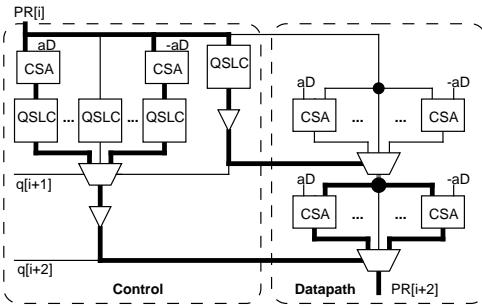 PR[i]
aD -aD
CSA CSA QSLC
aD -aD
QSLC ... QSLC ... QSLC
CSA ... ... CSA
q[i+1]
aD -aD
CSA ... ... CSA
q[i+2]
Control Datapath PR[i+2]